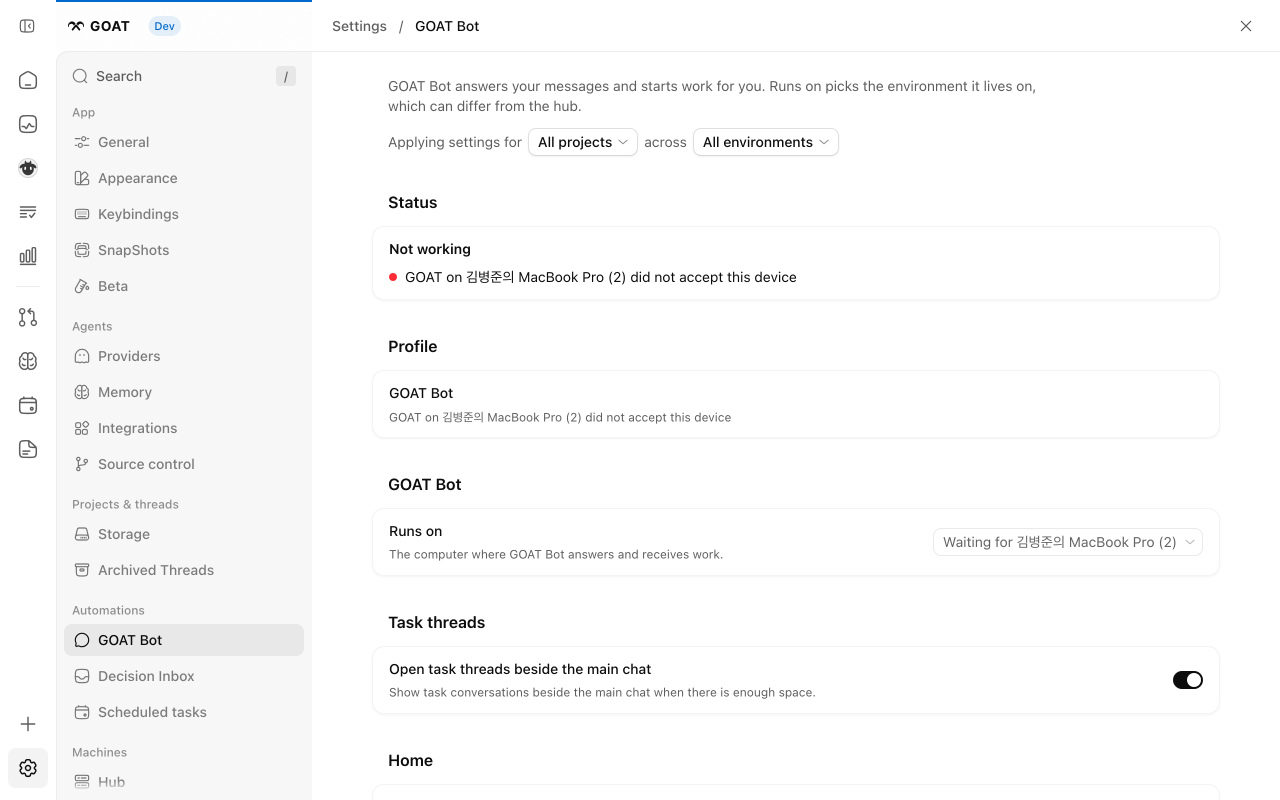 GOAT
Dev
Settings / GOAT Bot
Search
/
App
General
Appearance
Keybindings
SnapShots
Beta
Agents
Providers
Memory
Integrations
Source control
Projects & threads
Storage
Archived Threads
Automations
GOAT Bot
Decision Inbox
Scheduled tasks
Machines
Hub
GOAT Bot answers your messages and starts work for you. Runs on picks the environment it lives on,
which can differ from the hub.
Applying settings for All projects across All environments
Status
Not working
GOAT on 김병준의 MacBook Pro (2) did not accept this device
Profile
GOAT Bot
GOAT on 김병준의 MacBook Pro (2) did not accept this device
GOAT Bot
Runs on
The computer where GOAT Bot answers and receives work.
Waiting for 김병준의 MacBook Pro (2)
Task threads
Open task threads beside the main chat
Show task conversations beside the main chat when there is enough space.
Home